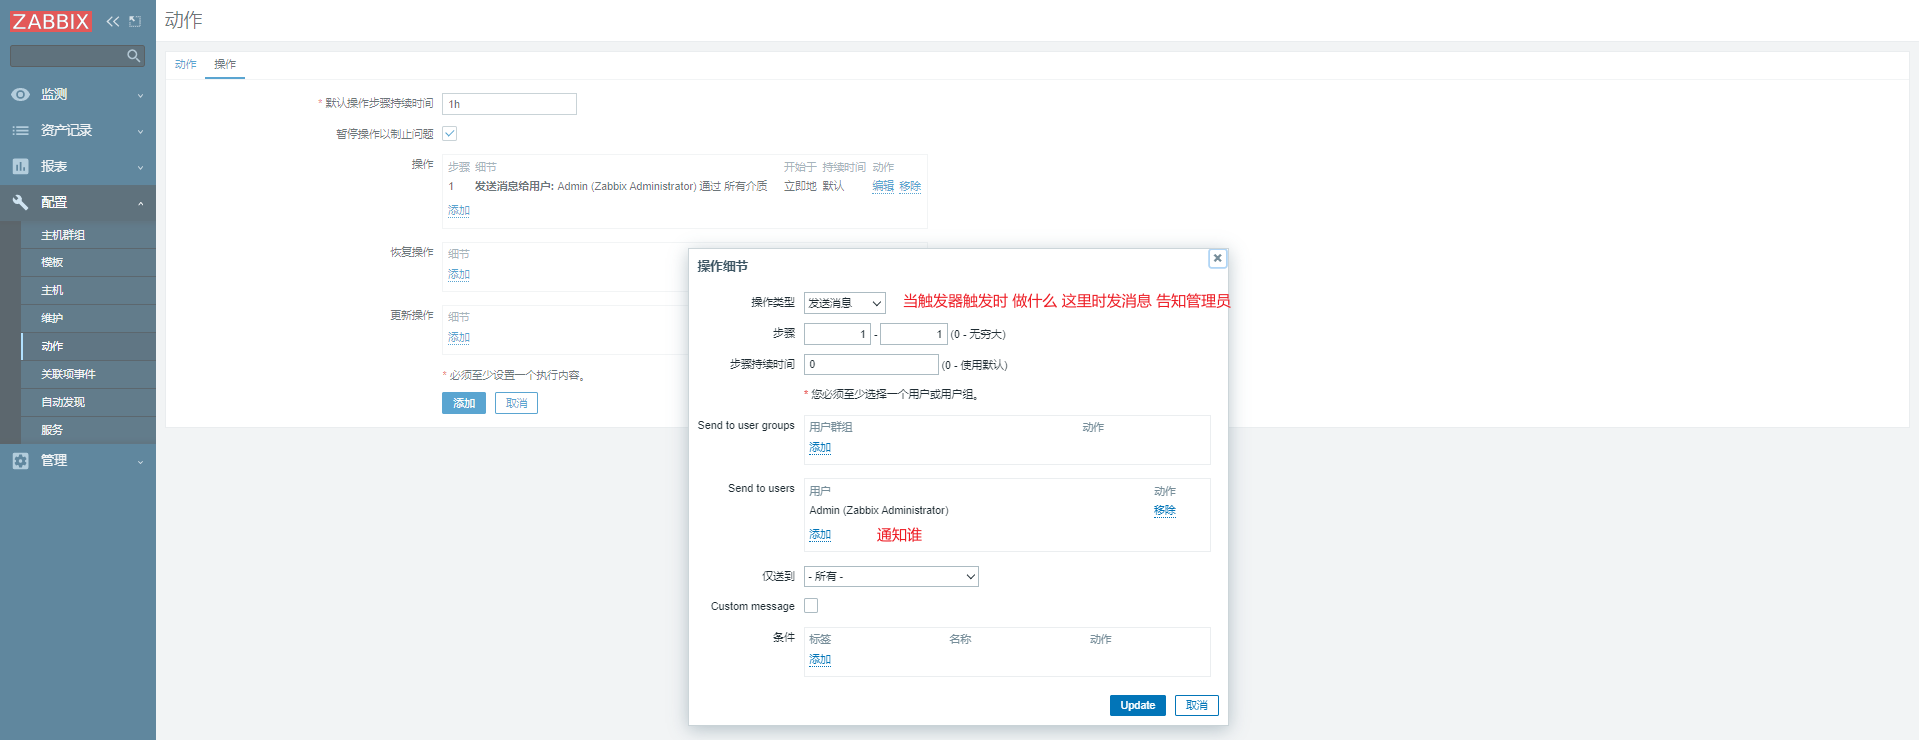 ZABBIX
动作
监测
资产记录
报表
配置
主机群组
模板
主机
维护
动作
关联项事件
自动发现
服务
管理
动作 操作
* 默认操作步骤持续时间 1h
暂停操作以制止问题
操作 步骤 细节 开始于 持续时间 动作
1 发送消息给用户: Admin (Zabbix Administrator) 通过 所有介质 立即地 默认 编辑 移除
添加
恢复操作 细节
添加
更新操作 细节
添加
* 必须至少设置一个执行内容。
添加 取消
操作细节
操作类型 发送消息 当触发器触发时 做什么 这里时发消息 告知管理员
步骤 1 - 1 (0 - 无穷大)
步骤持续时间 0 (0 - 使用默认)
* 您必须至少选择一个用户或用户组。
Send to user groups 用户群组 动作
添加
Send to users 用户 动作
Admin (Zabbix Administrator) 移除
添加 通知谁
仅送到 - 所有 -
Custom message
条件 标签 名称 动作
添加
Update 取消